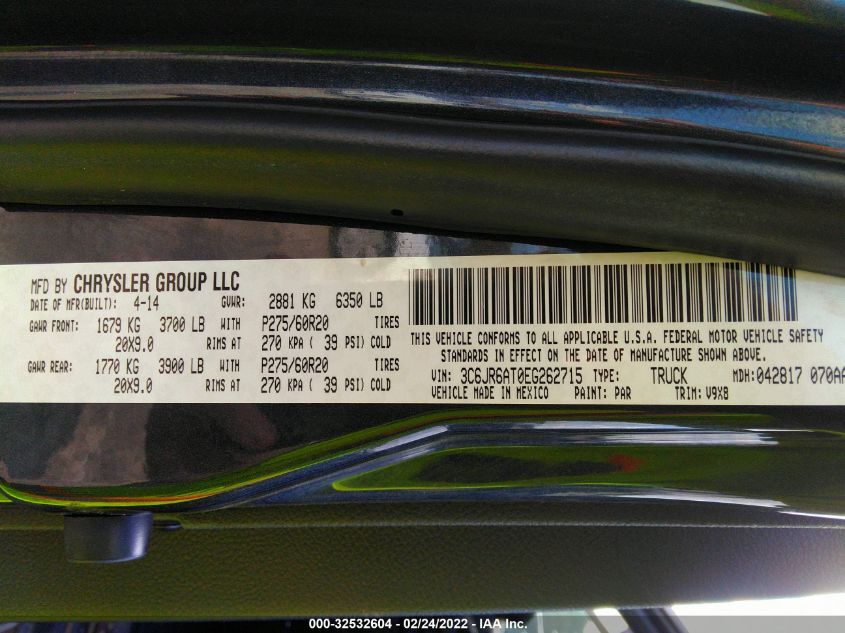 MFD BY CHRYSLER GROUP LLC
DATE OF MFR(BUILT): 4-14 GVWR: 2881 KG 6350 LB
GAWR FRONT: 1679 KG 3700 LB WITH P275/60R20 TIRES
20X9.0 RIMS AT 270 KPA ( 39 PSI) COLD
GAWR REAR: 1770 KG 3900 LB WITH P275/60R20 TIRES
20X9.0 RIMS AT 270 KPA ( 39 PSI) COLD
THIS VEHICLE CONFORMS TO ALL APPLICABLE U.S.A. FEDERAL MOTOR VEHICLE SAFETY
STANDARDS IN EFFECT ON THE DATE OF MANUFACTURE SHOWN ABOVE.
VIN: 3C6JR6AT0EG262715 TYPE: TRUCK MDH: 042817 070AA
VEHICLE MADE IN MEXICO PAINT: PAR TRIM: V9X8
000-32532604 - 02/24/2022 - © IAA, Inc.